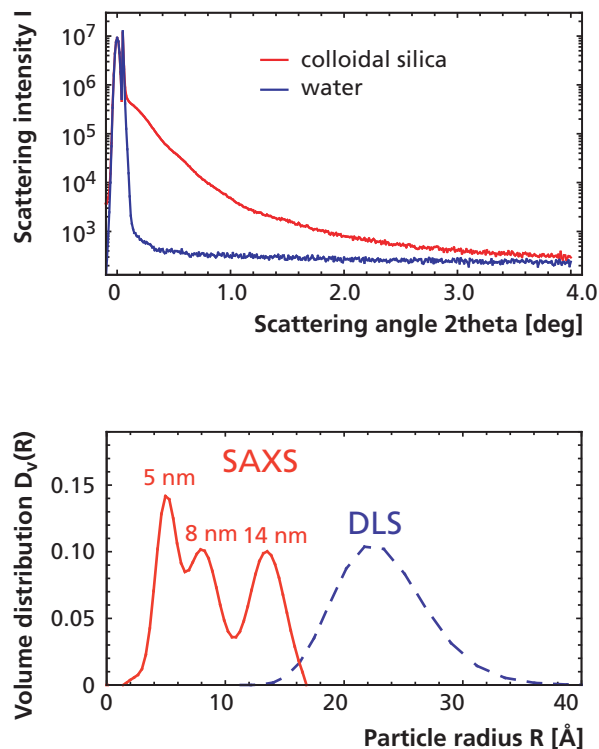 Scattering intensity I
10⁷
10⁶
10⁵
10⁴
10³
colloidal silica
water
0 1.0 2.0 3.0 4.0
Scattering angle 2theta [deg]
Volume distribution Dᵥ(R)
0.15
0.10
0.05
0
SAXS
5 nm
8 nm 14 nm
DLS
0 10 20 30 40
Particle radius R [Å]